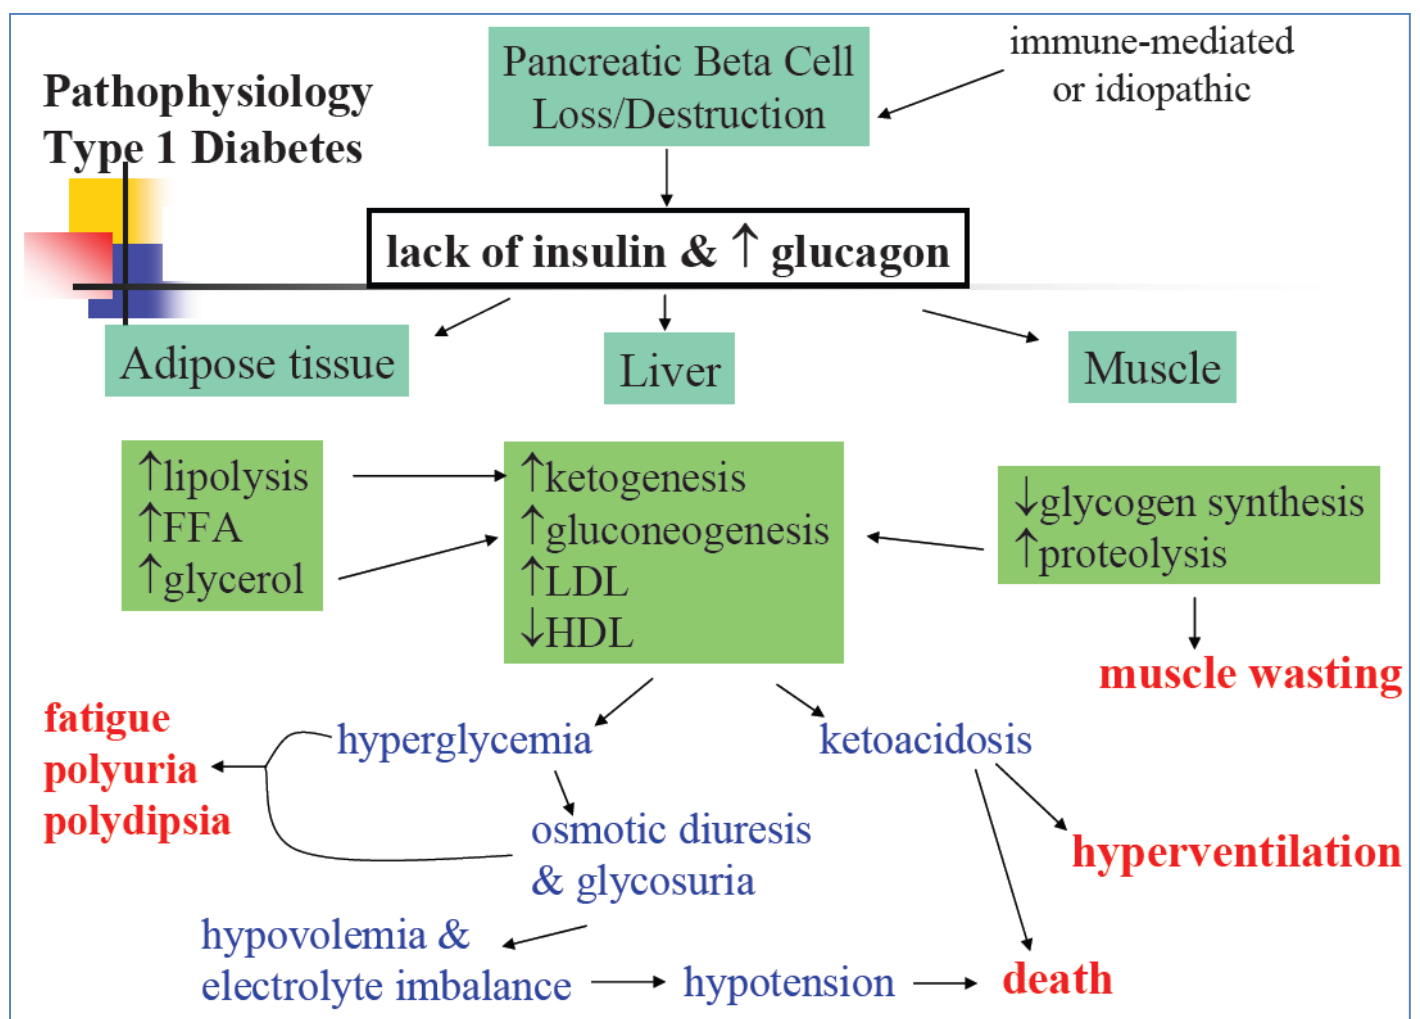 Pathophysiology
Type 1 Diabetes
Pancreatic Beta Cell
Loss/Destruction
immune-mediated
or idiopathic
lack of insulin & ↑ glucagon
Adipose tissue
Liver
Muscle
↑lipolysis
↑FFA
↑glycerol
↑ketogenesis
↑gluconeogenesis
↑LDL
↓HDL
↓glycogen synthesis
↑proteolysis
muscle wasting
fatigue
polyuria
polydipsia
hyperglycemia
ketoacidosis
osmotic diuresis
& glycosuria
hyperventilation
hypovolemia &
electrolyte imbalance
hypotension
death